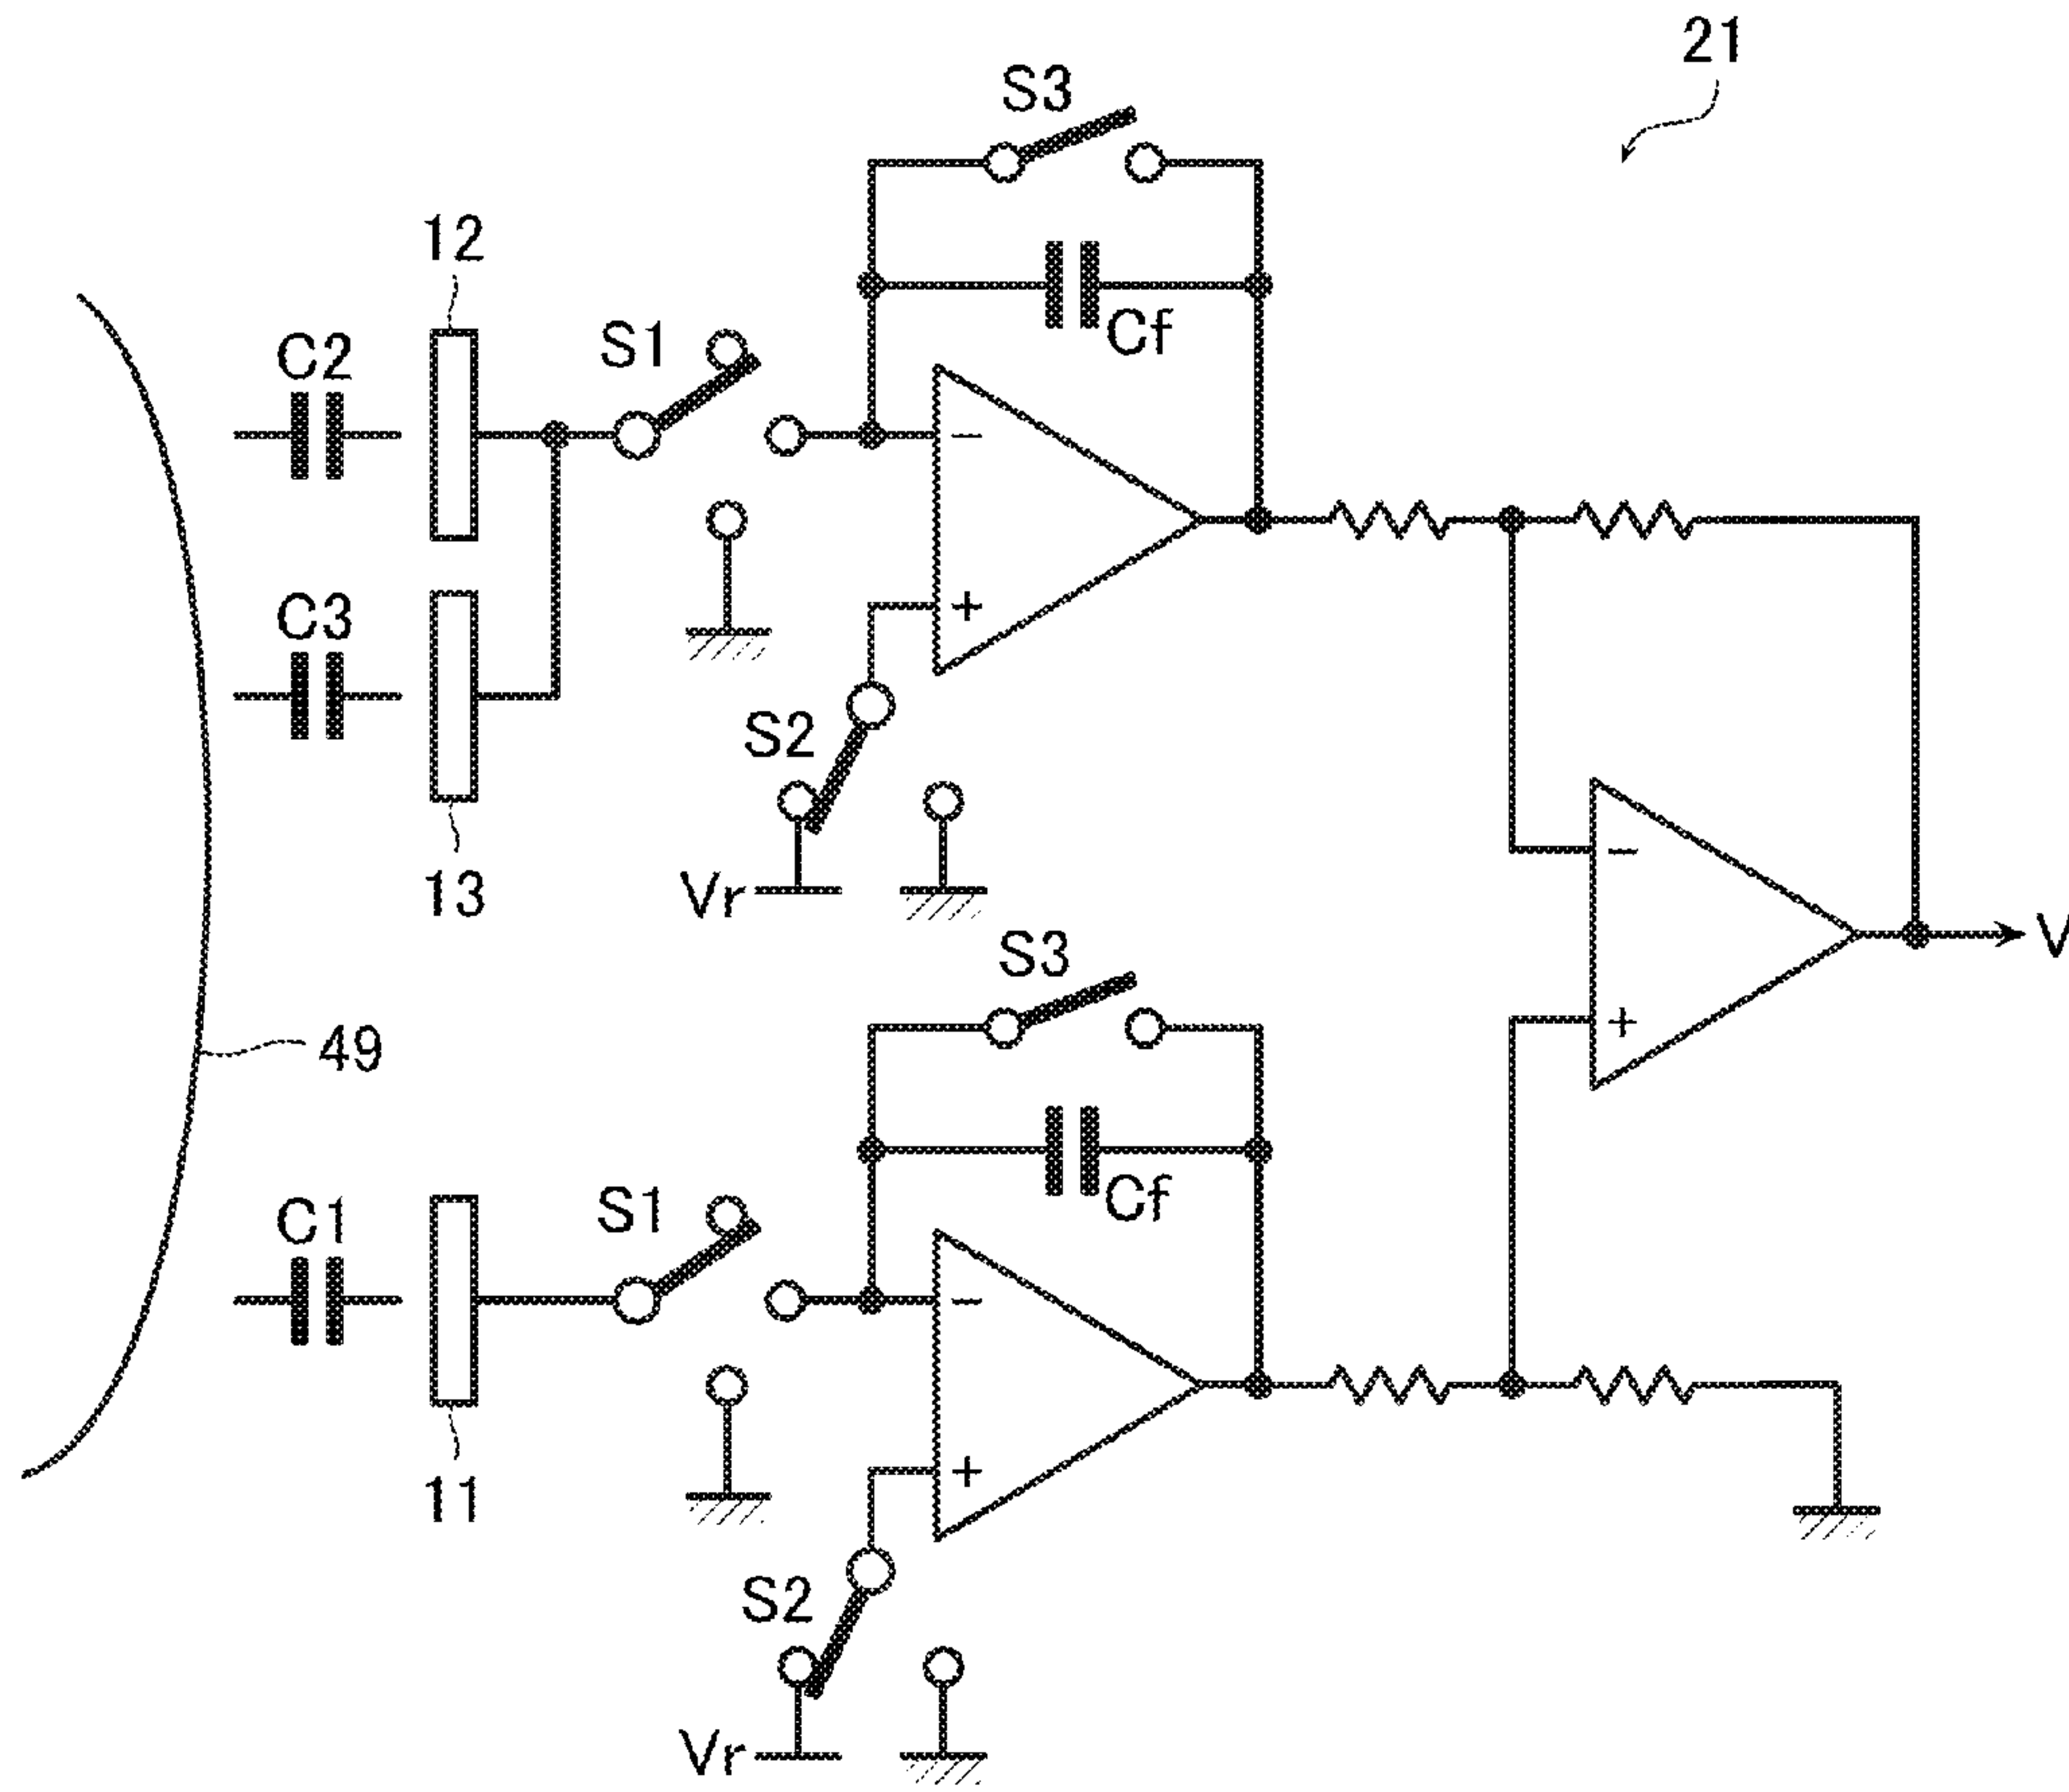 21
S3
12
C2
S1
Cf
−
C3
+
S2
13
Vr
−
V
S3
49
+
C1
S1
Cf
−
11
+
S2
Vr